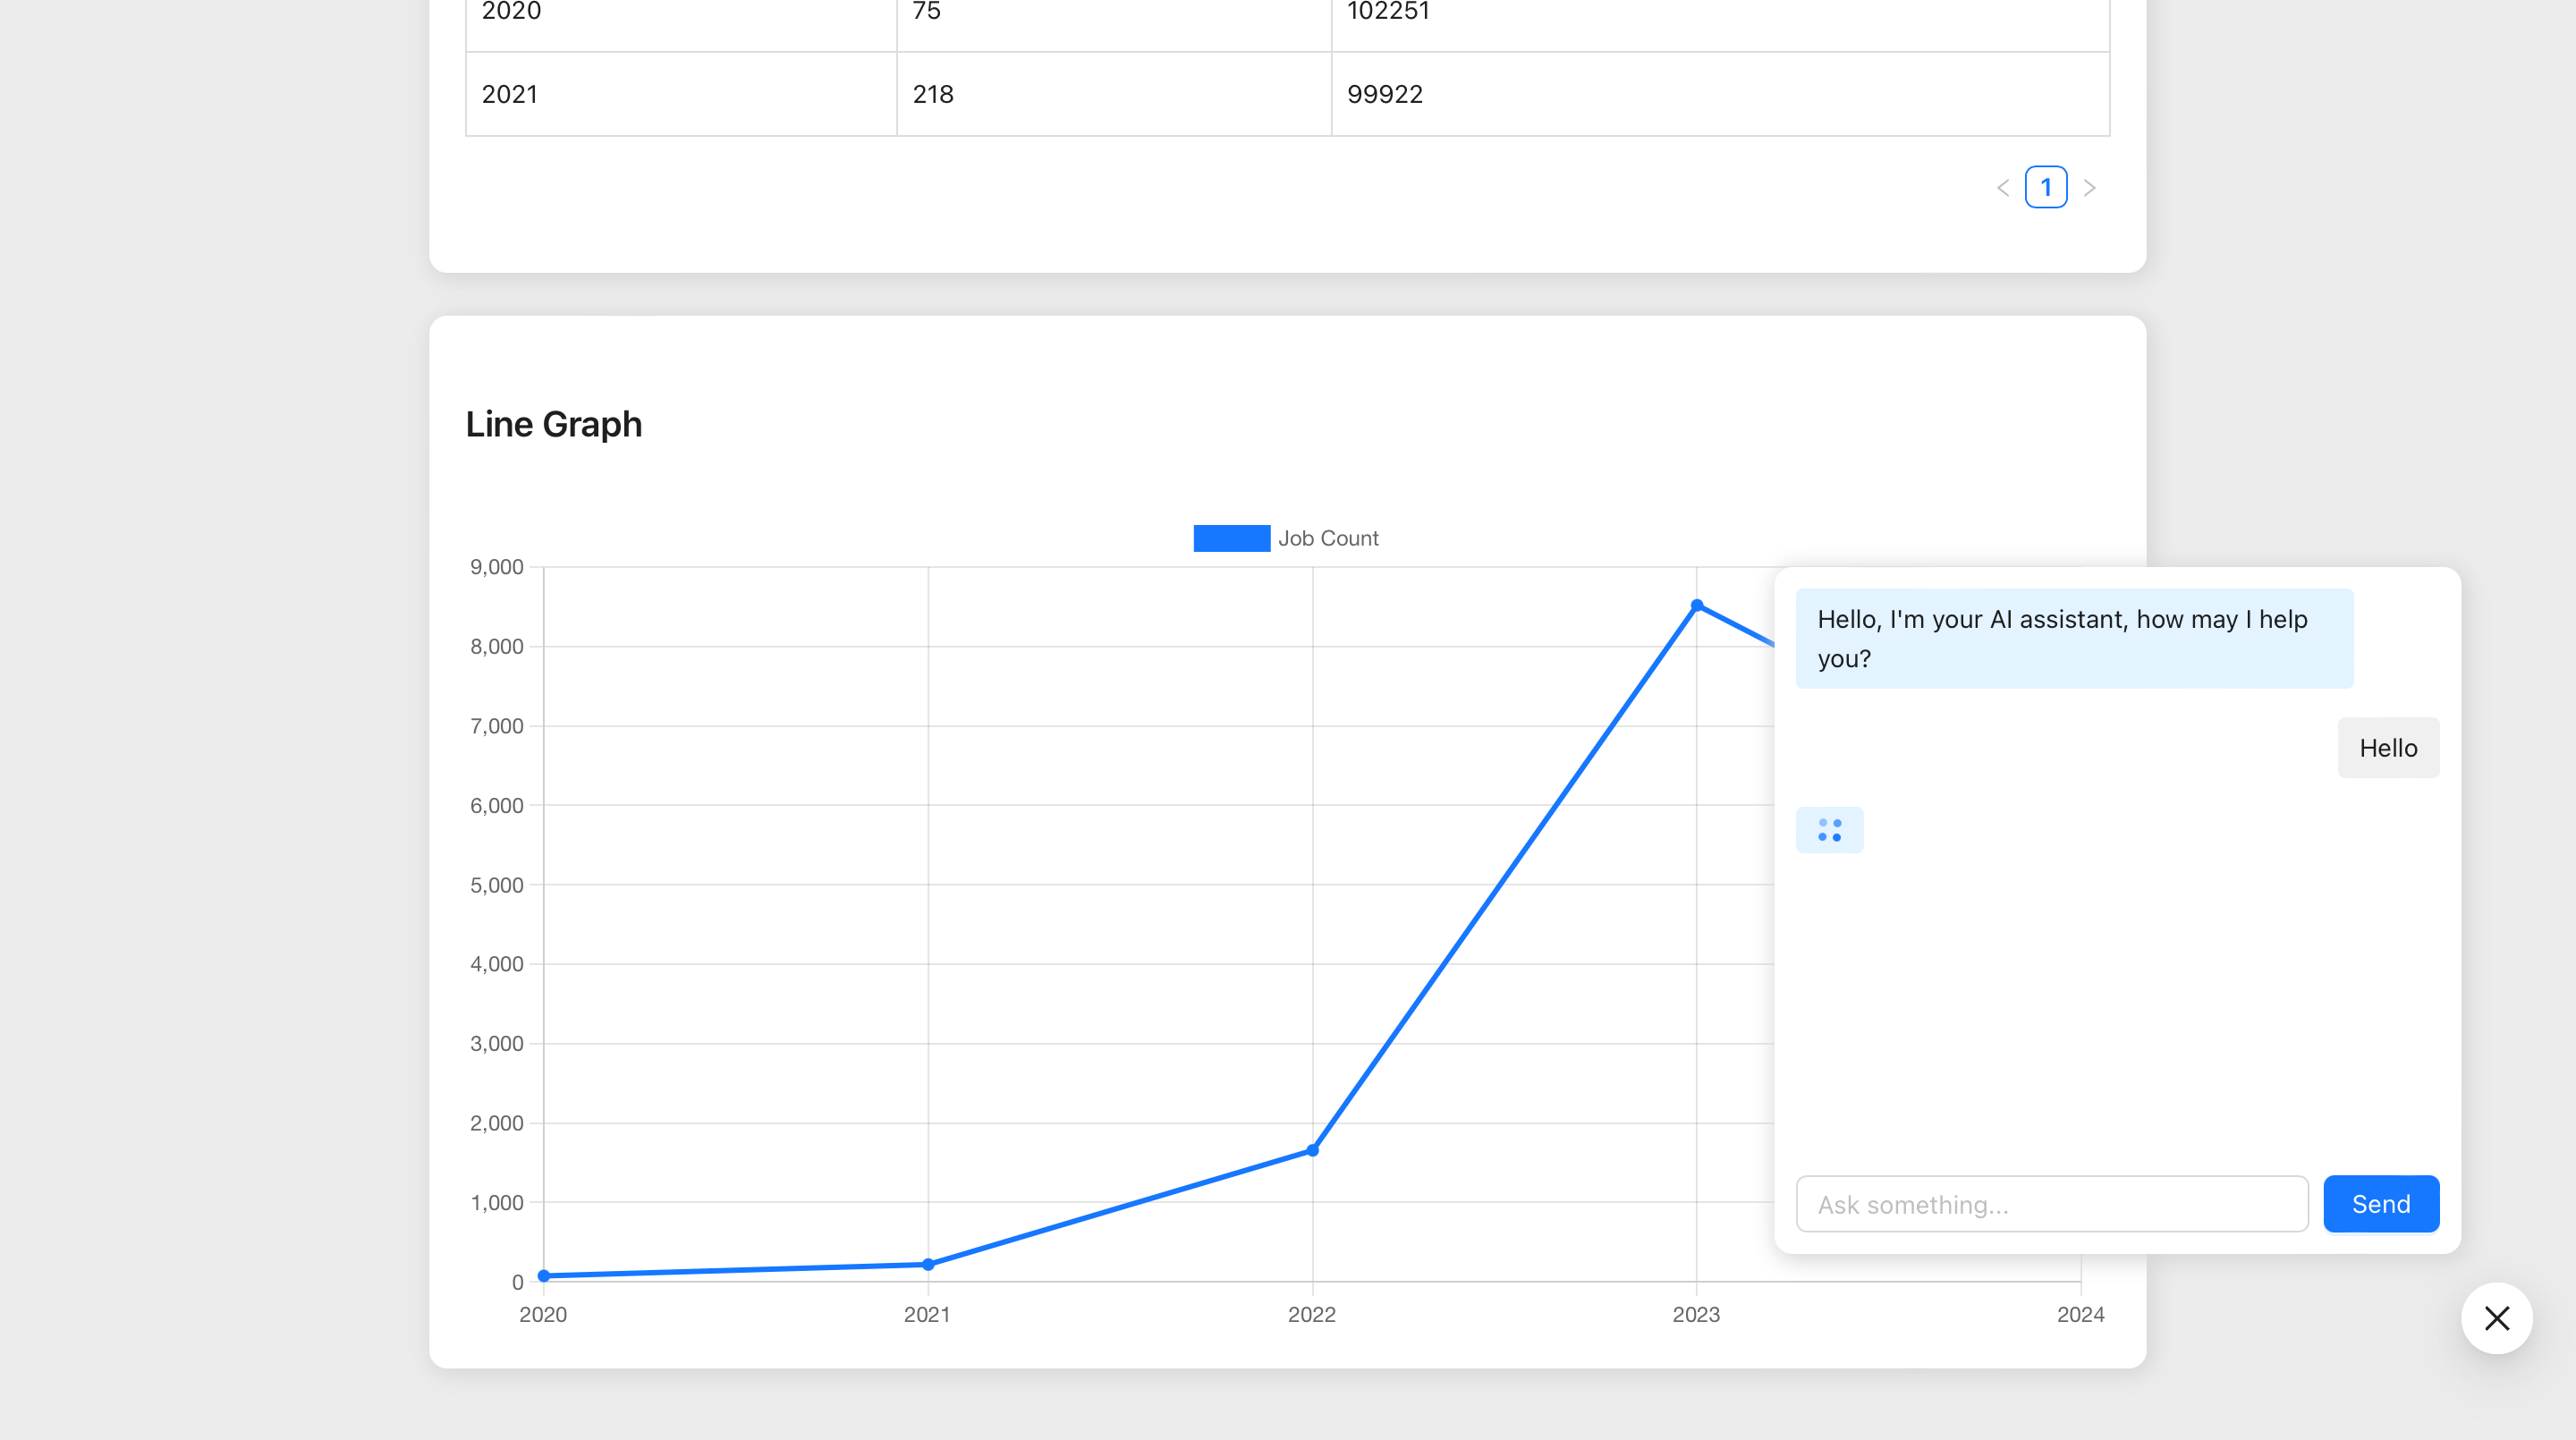 2020 75 102251
2021 218 99922
< 1 >
Line Graph
Job Count
9,000
8,000
7,000
6,000
5,000
4,000
3,000
2,000
1,000
0
2020 2021 2022 2023 2024
Hello, I'm your AI assistant, how may I help
you?
Hello
Ask something...
Send